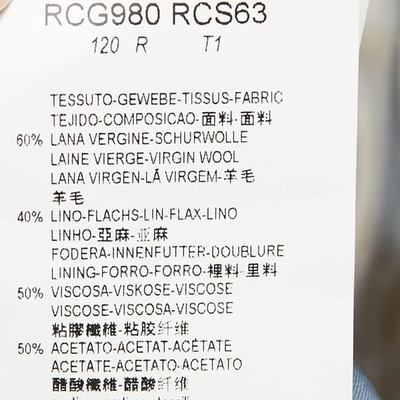 RCG980 RCS63
120 R T1
TESSUTO-GEWEBE-TISSUS-FABRIC
TEJIDO-COMPOSICAO-面料-面料
60% LANA VERGINE-SCHURWOLLE
LAINE VIERGE-VIRGIN WOOL
LANA VIRGEN-LÃ VIRGEM-羊毛
羊毛
40% LINO-FLACHS-LIN-FLAX-LINO
LINHO-亞麻-亚麻
FODERA-INNENFUTTER-DOUBLURE
LINING-FORRO-FORRO-裡料-里料
50% VISCOSA-VISKOSE-VISCOSE
VISCOSE-VISCOSA-VISCOSE
粘膠纖維-粘胶纤维
50% ACETATO-ACETAT-ACÉTATE
ACETATE-ACETATO-ACETATO
醋酸纖維-醋酸纤维